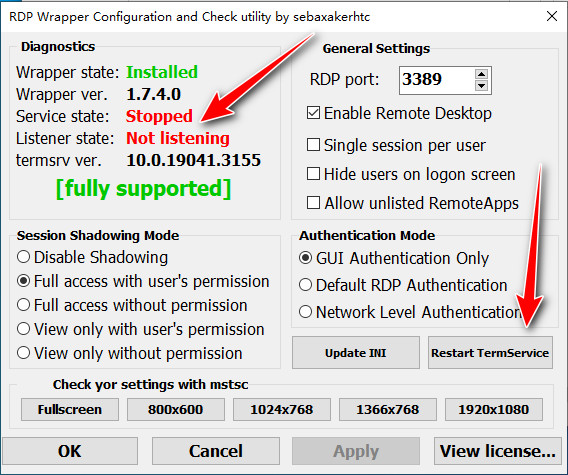 RDP Wrapper Configuration and Check utility by sebaxakerhtc
Diagnostics
Wrapper state: Installed
Wrapper ver. 1.7.4.0
Service state: Stopped
Listener state: Not listening
termsrv ver. 10.0.19041.3155
[fully supported]
General Settings
RDP port: 3389
Enable Remote Desktop
Single session per user
Hide users on logon screen
Allow unlisted RemoteApps
Session Shadowing Mode
Disable Shadowing
Full access with user's permission
Full access without permission
View only with user's permission
View only without permission
Authentication Mode
GUI Authentication Only
Default RDP Authentication
Network Level Authentication
Update INI Restart TermService
Check yor settings with mstsc
Fullscreen 800x600 1024x768 1366x768 1920x1080
OK Cancel Apply View license...